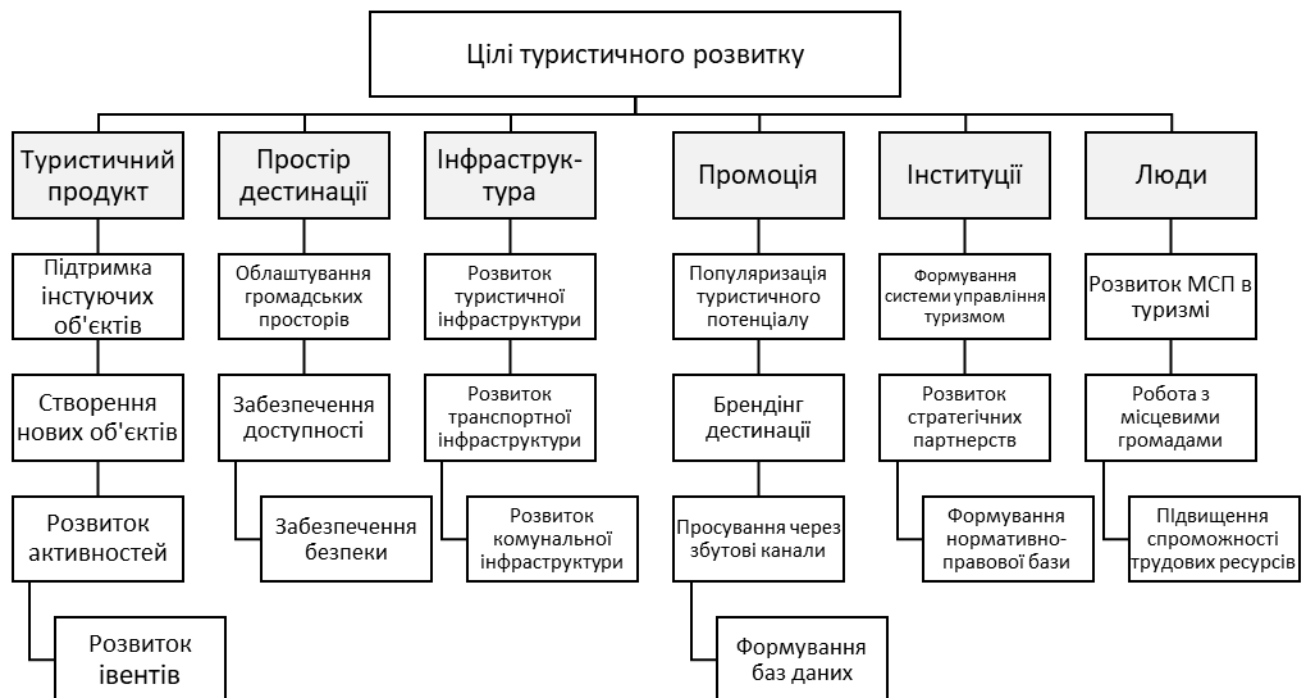 Цілі туристичного розвитку
Туристичний
продукт
Простір
дестинації
Інфраструк-
тура
Промоція
Інституції
Люди
Підтримка
інстуючих
об'єктів
Облаштування
громадських
просторів
Розвиток
туристичної
інфраструктури
Популяризація
туристичного
потенціалу
Формування
системи управління
туризмом
Розвиток МСП в
туризмі
Створення
нових об'єктів
Забезпечення
доступності
Розвиток
транспортної
інфраструктури
Брендінг
дестинації
Розвиток
стратегічних
партнерств
Робота з
місцевими
громадами
Розвиток
активностей
Забезпечення
безпеки
Розвиток
комунальної
інфраструктури
Просування через
збутові канали
Формування
нормативно-
правової бази
Підвищення
спроможності
трудових ресурсів
Розвиток
івентів
Формування
баз даних